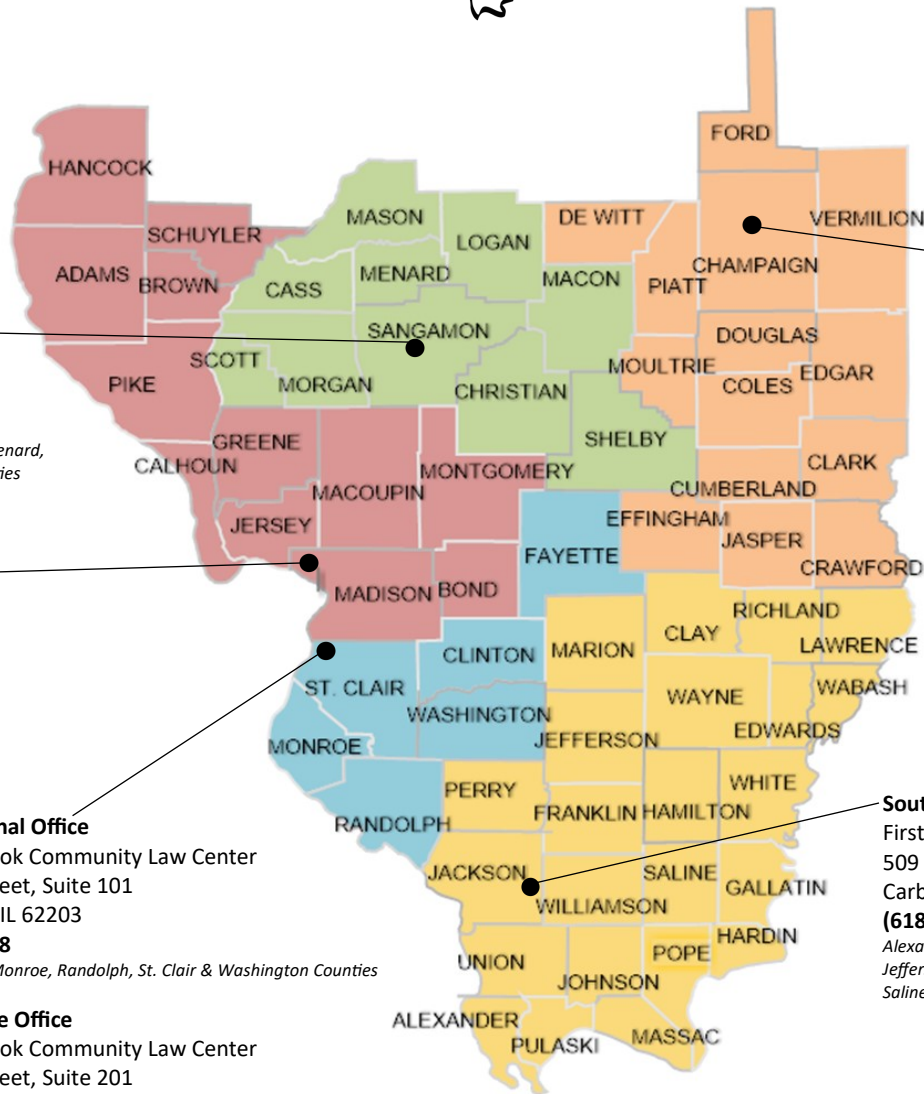 FORD
HANCOCK
MASON
DE WITT
VERMILION
SCHUYLER
LOGAN
ADAMS
BROWN
CASS
MENARD
MACON
PIATT
CHAMPAIGN
SANGAMON
DOUGLAS
SCOTT
MORGAN
CHRISTIAN
MOULTRIE
COLES
EDGAR
PIKE
GREENE
SHELBY
enard,
ties
CALHOUN
MACOUPIN
MONTGOMERY
CUMBERLAND
CLARK
JERSEY
FAYETTE
EFFINGHAM
JASPER
CRAWFORD
MADISON
BOND
RICHLAND
CLINTON
MARION
CLAY
LAWRENCE
ST. CLAIR
WAYNE
WABASH
WASHINGTON
MONROE
JEFFERSON
EDWARDS
PERRY
WHITE
RANDOLPH
FRANKLIN
HAMILTON
JACKSON
SALINE
WILLIAMSON
GALLATIN
UNION
POPE
HARDIN
JOHNSON
ALEXANDER
PULASKI
MASSAC
nal Office
ok Community Law Center
eet, Suite 101
IL 62203
8
Monroe, Randolph, St. Clair & Washington Counties
e Office
ok Community Law Center
eet, Suite 201
Sout
First
509
Carb
(618
Alexa
Jeffer
Saline